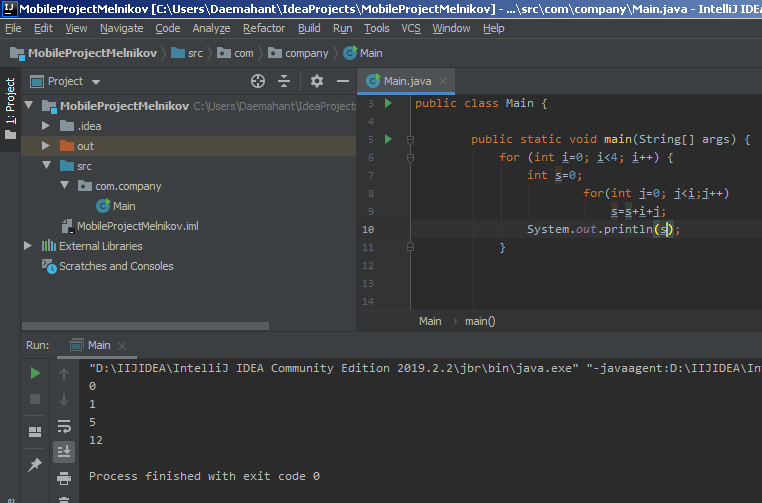 MobileProjectMelnikov [C:\Users\Daemahant\IdeaProjects\MobileProjectMelnikov] - ...\src\com\company\Main.java - IntelliJ IDEA
File Edit View Navigate Code Analyze Refactor Build Run Tools VCS Window Help
MobileProjectMelnikov src com company Main
1: Project
Project
Main.java
MobileProjectMelnikov C:\Users\Daemahant\IdeaProjects
.idea
out
src
com.company
Main
MobileProjectMelnikov.iml
External Libraries
Scratches and Consoles
3 public class Main {
4
5 public static void main(String[] args) {
6 for (int i=0; i<4; i++) {
7 int s=0;
8 for(int j=0; j<i;j++)
9 s=s+i+j;
10 System.out.println(s);
11 }
12
13
14
Main > main()
Run: Main
"D:\IIJIDEA\IntelliJ IDEA Community Edition 2019.2.2\jbr\bin\java.exe" "-javaagent:D:\IIJIDEA\Int
0
1
5
12
Process finished with exit code 0